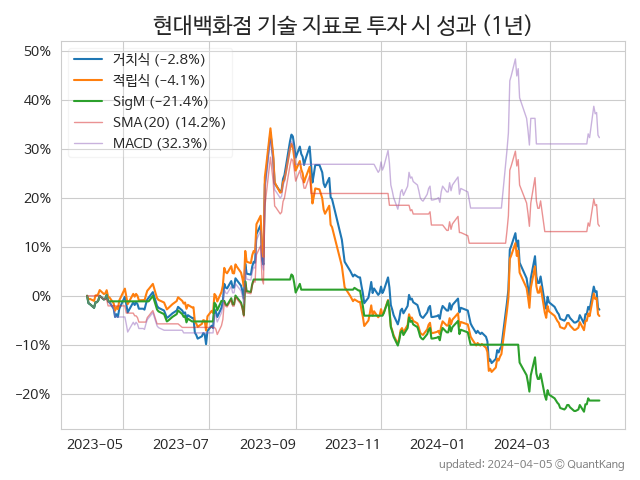 현대백화점 기술 지표로 투자 시 성과 (1년)
50%
40%
30%
20%
10%
0%
−10%
−20%
거치식 (−2.8%)
적립식 (−4.1%)
SigM (−21.4%)
SMA(20) (14.2%)
MACD (32.3%)
2023-05 2023-07 2023-09 2023-11 2024-01 2024-03
updated: 2024-04-05 © QuantKang